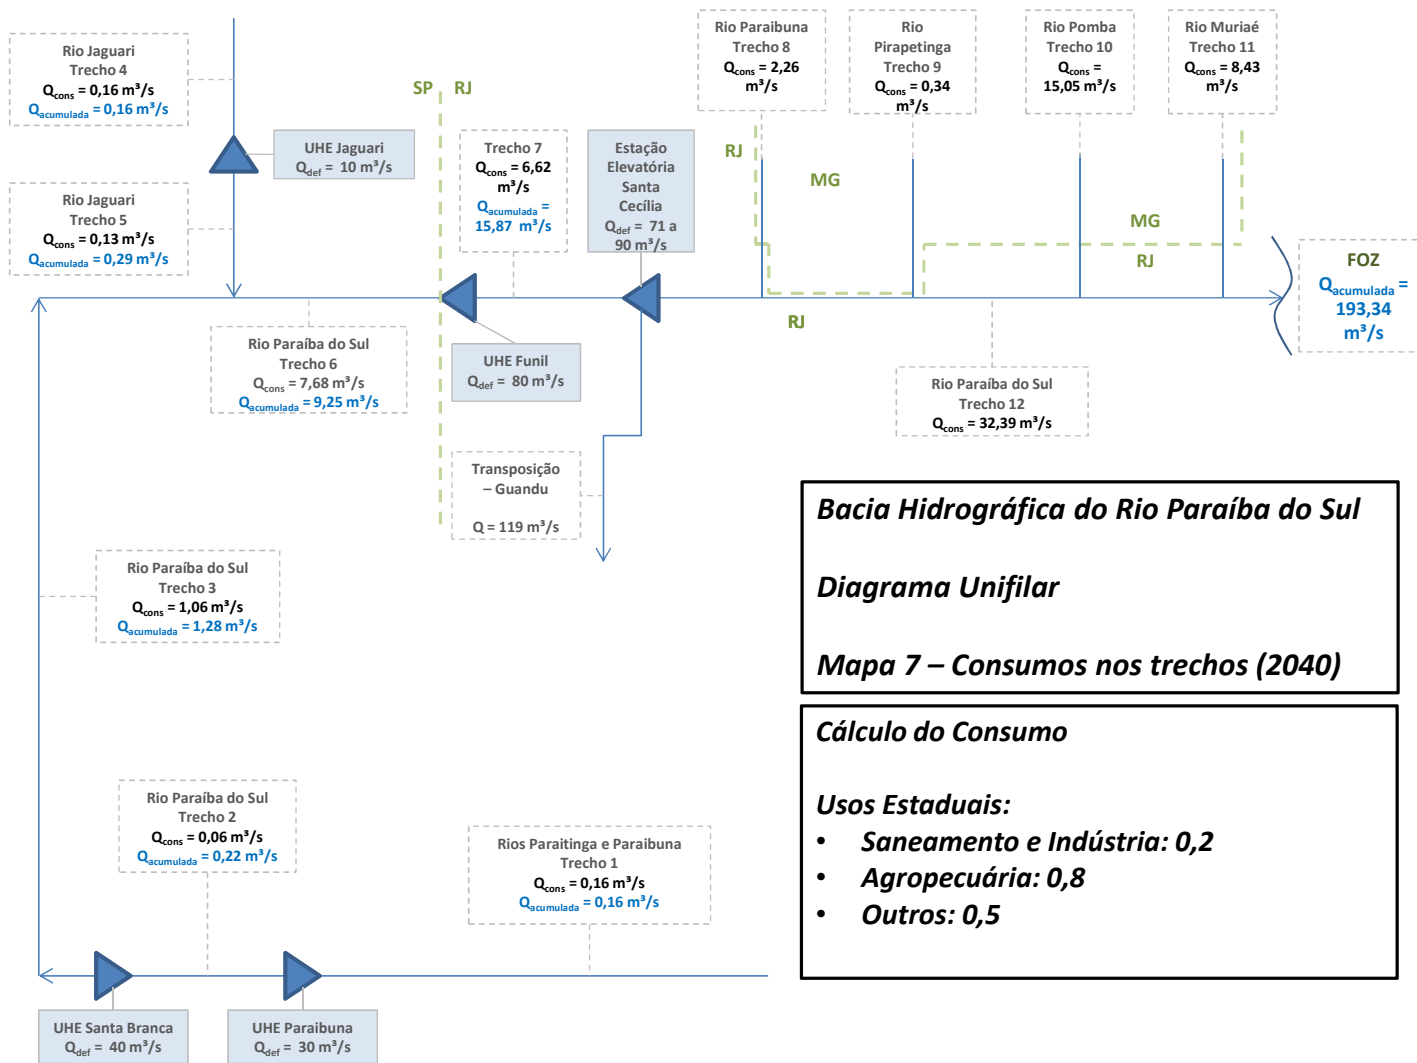 Rio Jaguari
Trecho 4
Qcons = 0,16 m³/s
Qacumulada = 0,16 m³/s
UHE Jaguari
Qdef = 10 m³/s
Rio Jaguari
Trecho 5
Qcons = 0,13 m³/s
Qacumulada = 0,29 m³/s
SP RJ
Trecho 7
Qcons = 6,62
m³/s
Qacumulada =
15,87 m³/s
Estação
Elevatória
Santa
Cecília
Qdef = 71 a
90 m³/s
Rio Paraibuna
Trecho 8
Qcons = 2,26
m³/s
Rio
Pirapetinga
Trecho 9
Qcons = 0,34
m³/s
Rio Pomba
Trecho 10
Qcons =
15,05 m³/s
Rio Muriaé
Trecho 11
Qcons = 8,43
m³/s
RJ
MG
MG
RJ
RJ
FOZ
Qacumulada =
193,34
m³/s
Rio Paraíba do Sul
Trecho 6
Qcons = 7,68 m³/s
Qacumulada = 9,25 m³/s
UHE Funil
Qdef = 80 m³/s
Rio Paraíba do Sul
Trecho 12
Qcons = 32,39 m³/s
Transposição
– Guandu
Q = 119 m³/s
Rio Paraíba do Sul
Trecho 3
Qcons = 1,06 m³/s
Qacumulada = 1,28 m³/s
Bacia Hidrográfica do Rio Paraíba do Sul
Diagrama Unifilar
Mapa 7 – Consumos nos trechos (2040)
Cálculo do Consumo
Usos Estaduais:
• Saneamento e Indústria: 0,2
• Agropecuária: 0,8
• Outros: 0,5
Rio Paraíba do Sul
Trecho 2
Qcons = 0,06 m³/s
Qacumulada = 0,22 m³/s
Rios Paraitinga e Paraibuna
Trecho 1
Qcons = 0,16 m³/s
Qacumulada = 0,16 m³/s
UHE Santa Branca
Qdef = 40 m³/s
UHE Paraibuna
Qdef = 30 m³/s